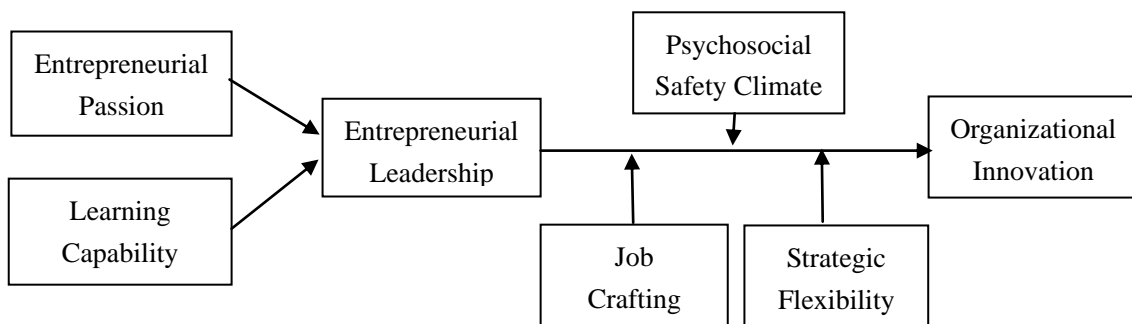 Entrepreneurial
Passion
Learning
Capability
Entrepreneurial
Leadership
Psychosocial
Safety Climate
Job
Crafting
Strategic
Flexibility
Organizational
Innovation